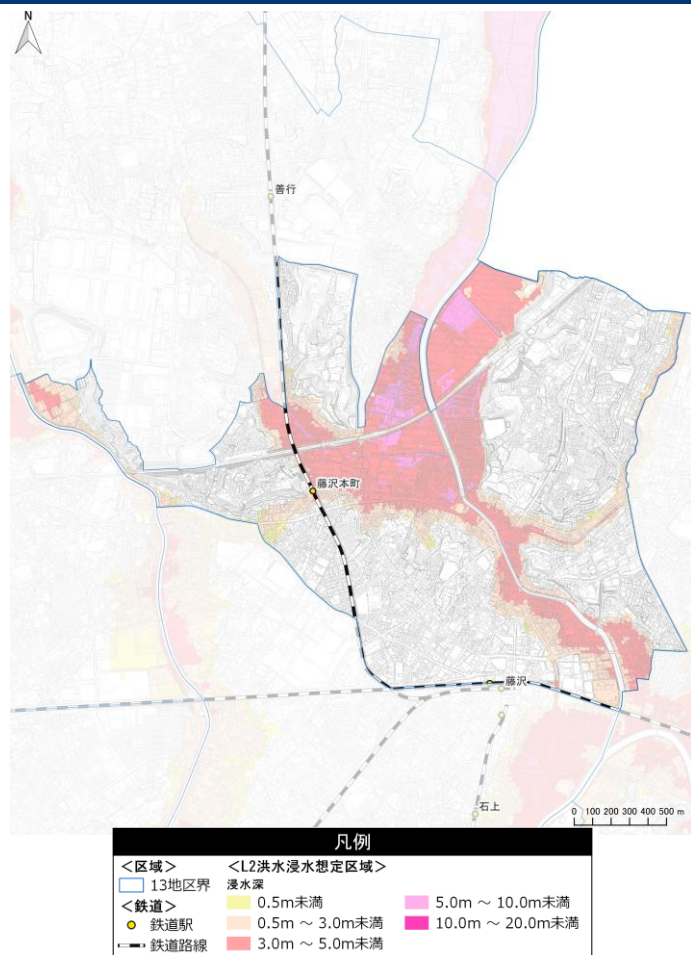 N
善行
藤沢本町
藤沢
石上
0 100 200 300 400 500 m
凡例
<区域>
13地区界
<鉄道>
鉄道駅
鉄道路線
<L2洪水浸水想定区域>
浸水深
0.5m未満
0.5m ～ 3.0m未満
3.0m ～ 5.0m未満
5.0m ～ 10.0m未満
10.0m ～ 20.0m未満